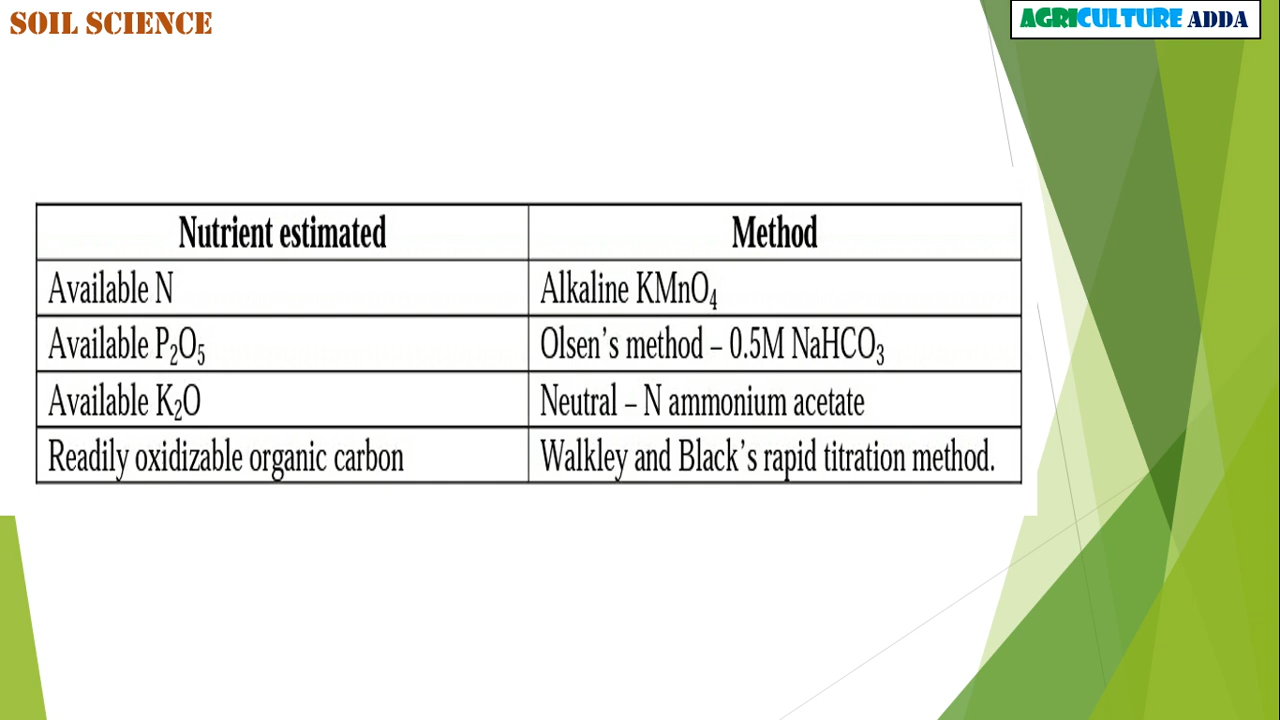 SOIL SCIENCE
AGRICULTURE ADDA
Nutrient estimated Method
Available N Alkaline KMnO₄
Available P₂O₅ Olsen's method – 0.5M NaHCO₃
Available K₂O Neutral – N ammonium acetate
Readily oxidizable organic carbon Walkley and Black's rapid titration method.